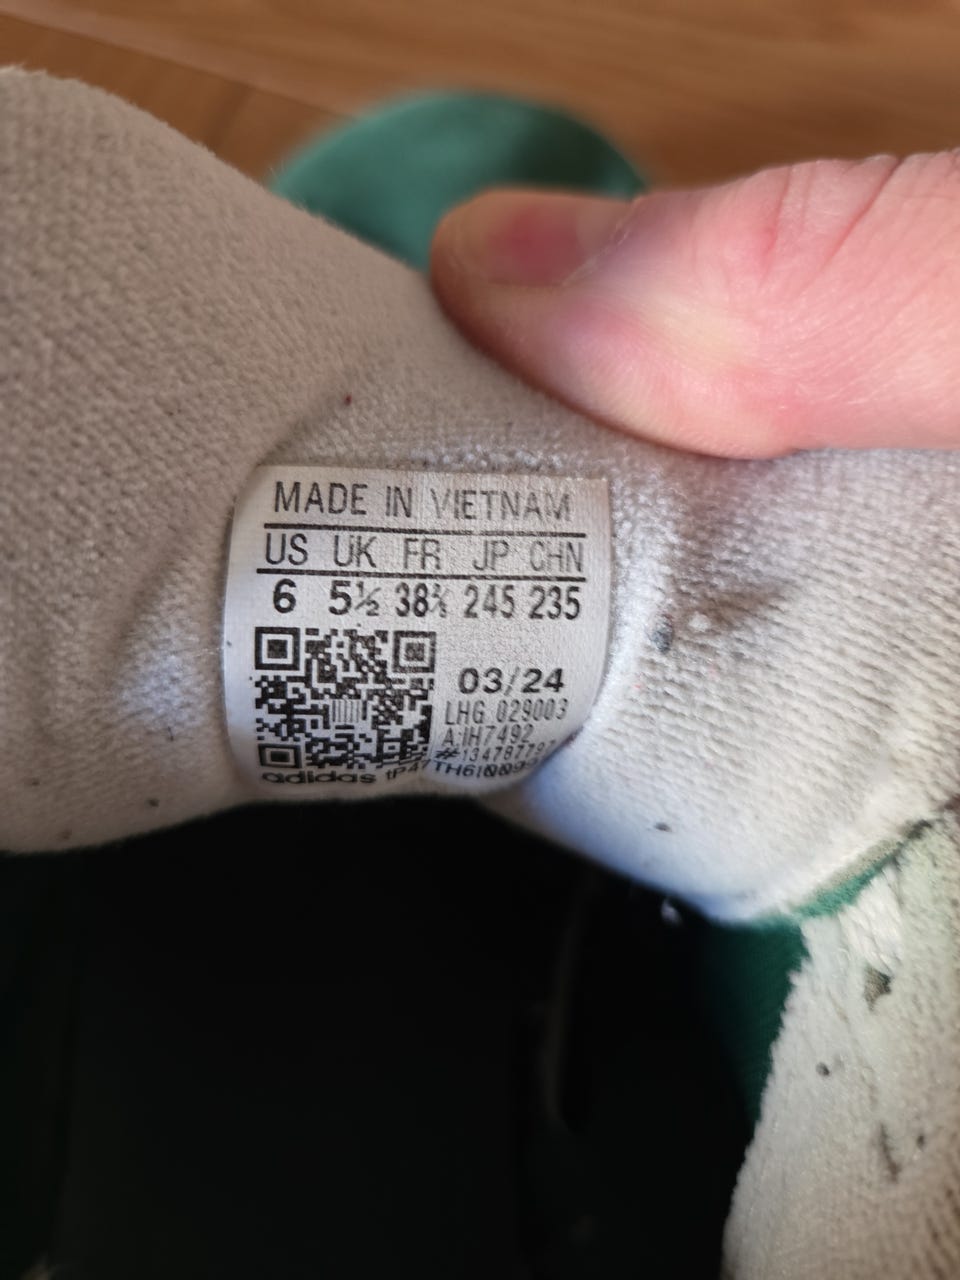 MADE IN VIETNAM
US UK FR JP CHN
6 5½ 38⅔ 245 235
03/24
LHG 029003
A:IH7492
adidas